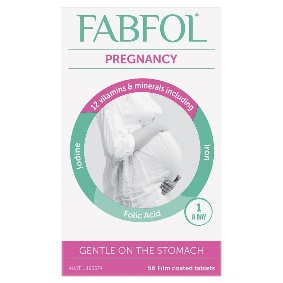 FABFOL®
PREGNANCY
12 vitamins & minerals including
Iodine
Iron
Folic Acid
1
A DAY
GENTLE ON THE STOMACH
56 Film coated tablets